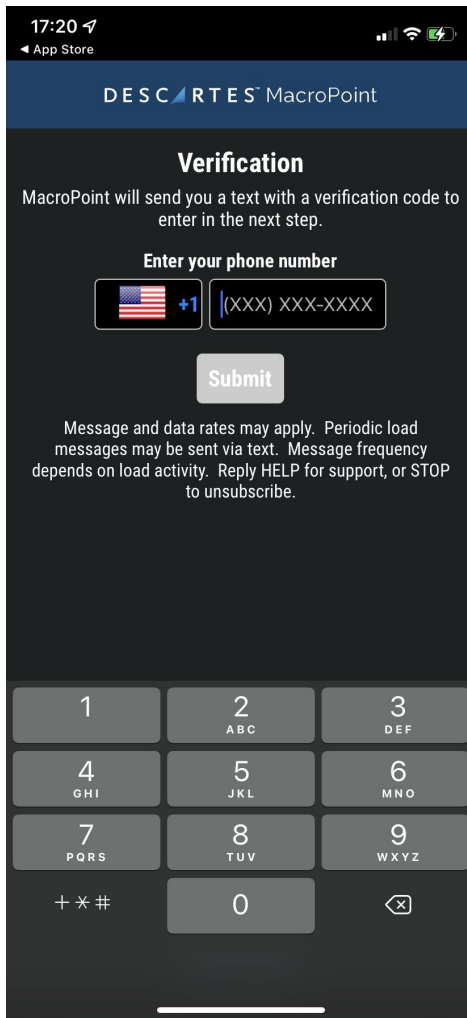 17:20
◀ App Store
DESCARTES™ MacroPoint
Verification
MacroPoint will send you a text with a verification code to
enter in the next step.
Enter your phone number
+1 (XXX) XXX-XXXX
Submit
Message and data rates may apply.  Periodic load
messages may be sent via text.  Message frequency
depends on load activity.  Reply HELP for support, or STOP
to unsubscribe.
1 2 3
ABC DEF
4 5 6
GHI JKL MNO
7 8 9
PQRS TUV WXYZ
+*# 0